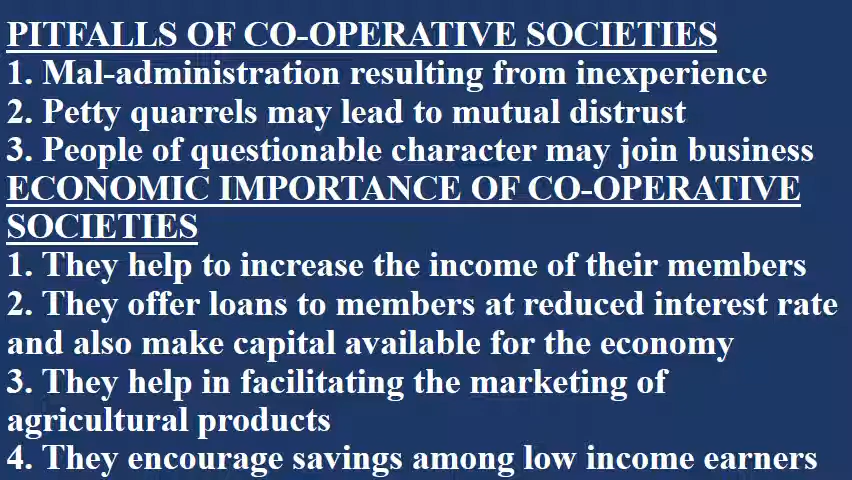 PITFALLS OF CO-OPERATIVE SOCIETIES
1. Mal-administration resulting from inexperience
2. Petty quarrels may lead to mutual distrust
3. People of questionable character may join business
ECONOMIC IMPORTANCE OF CO-OPERATIVE
SOCIETIES
1. They help to increase the income of their members
2. They offer loans to members at reduced interest rate
and also make capital available for the economy
3. They help in facilitating the marketing of
agricultural products
4. They encourage savings among low income earners